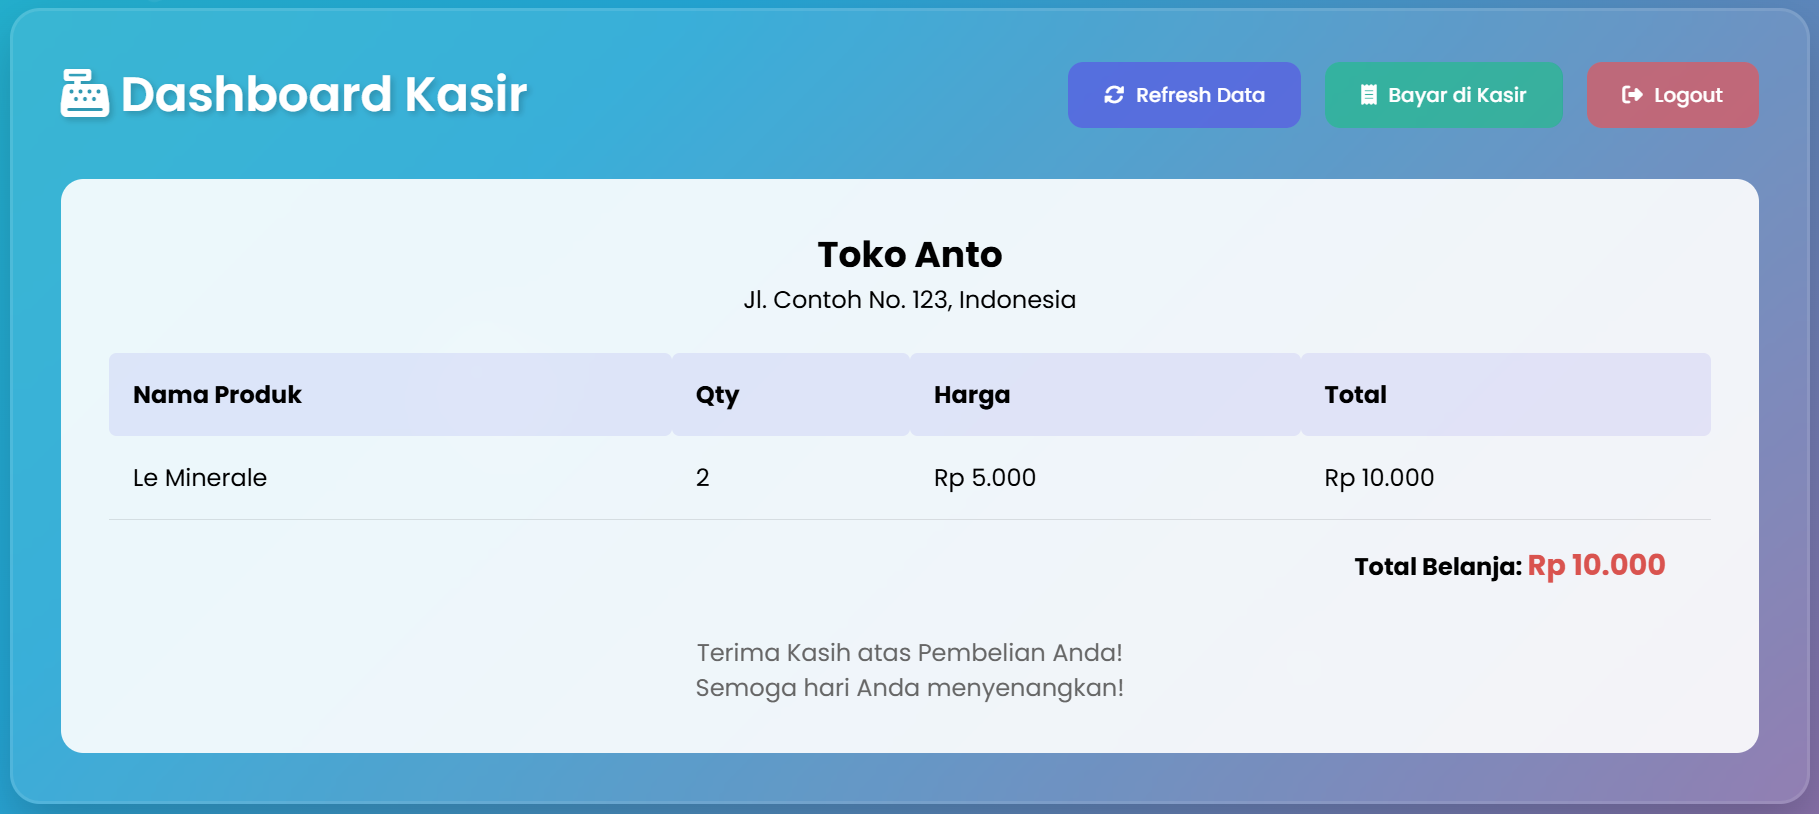 Dashboard Kasir
Refresh Data
Bayar di Kasir
Logout
Toko Anto
Jl. Contoh No. 123, Indonesia
Nama Produk Qty Harga Total
Le Minerale 2 Rp 5.000 Rp 10.000
Total Belanja: Rp 10.000
Terima Kasih atas Pembelian Anda!
Semoga hari Anda menyenangkan!